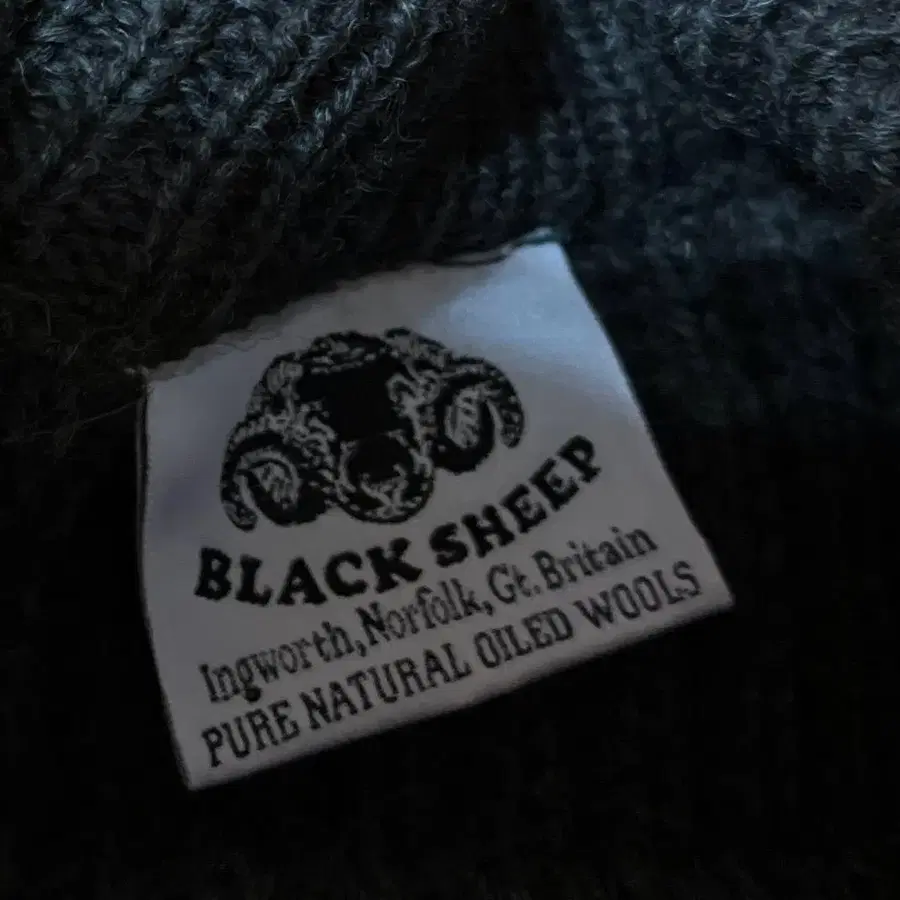 BLACK SHEEP
Ingworth, Norfolk, Gt. Britain
PURE NATURAL OILED WOOLS